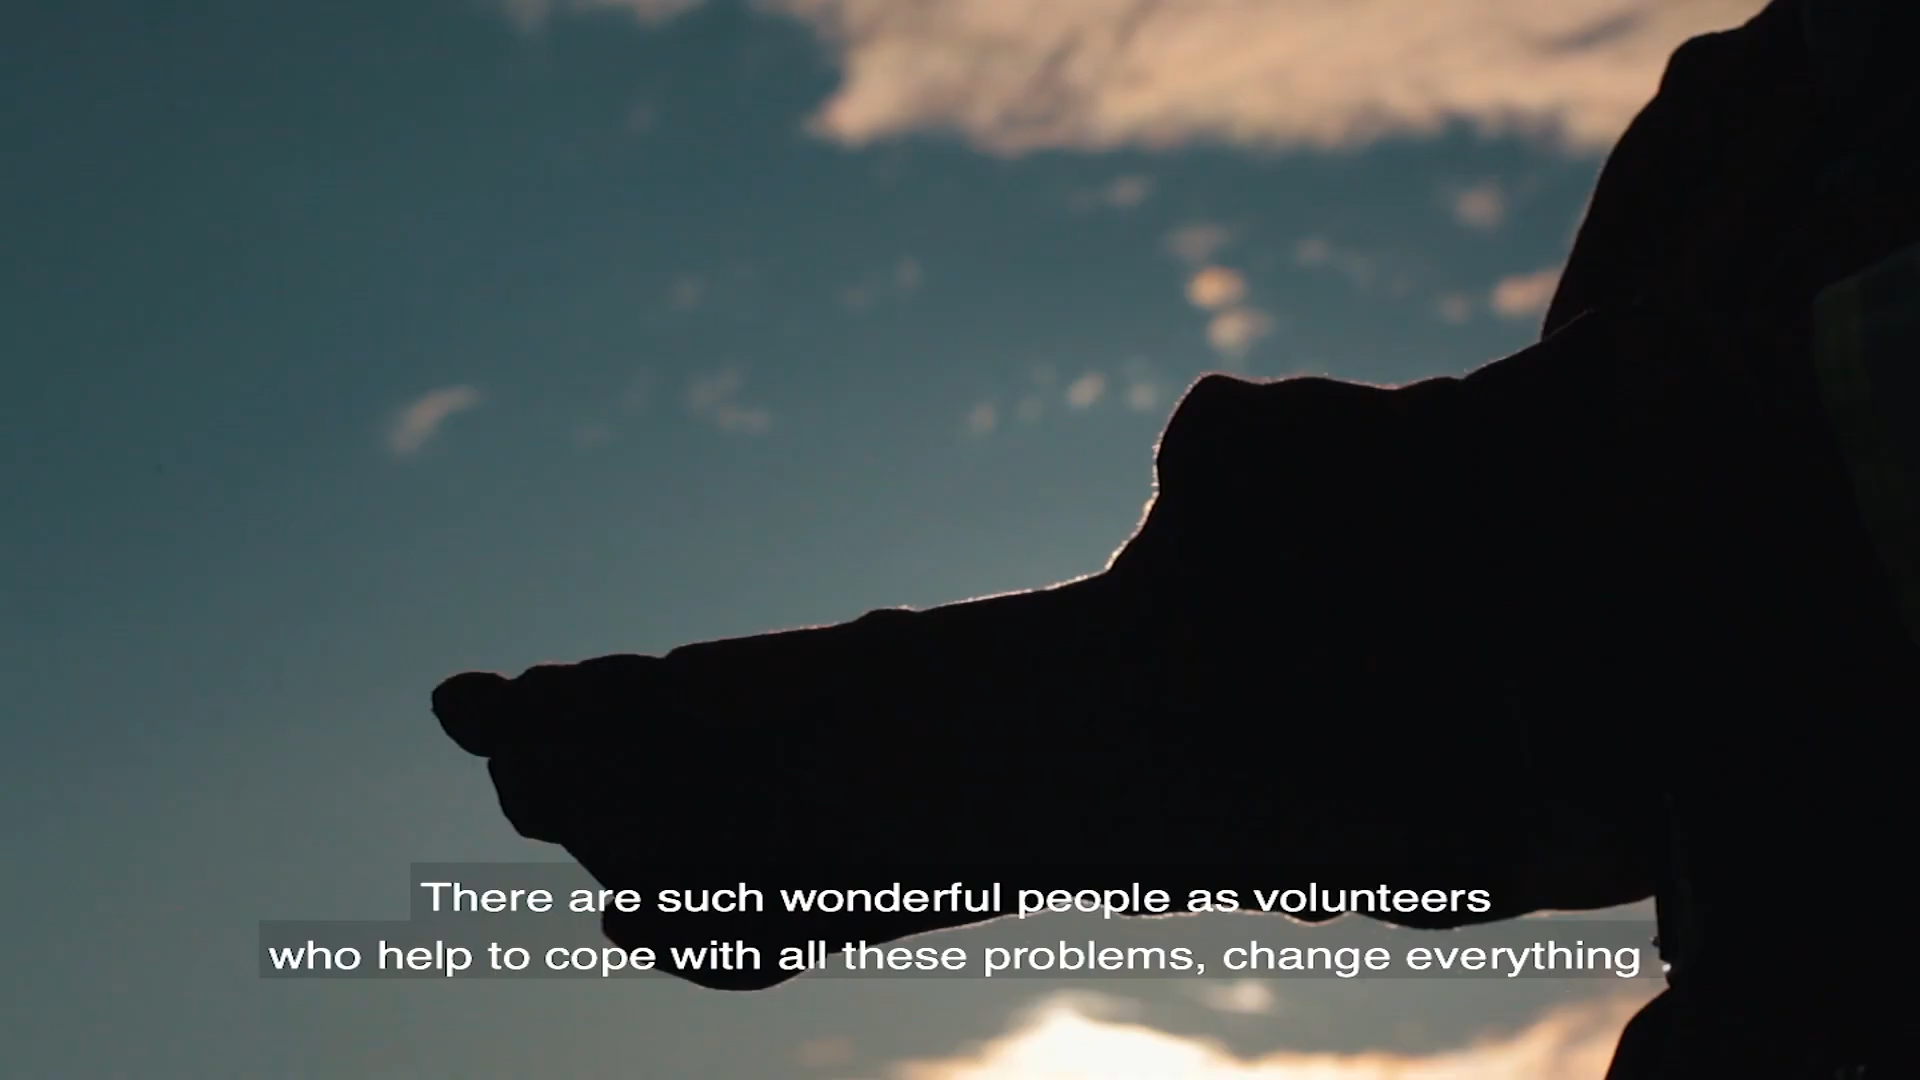 There are such wonderful people as volunteers
who help to cope with all these problems, change everything